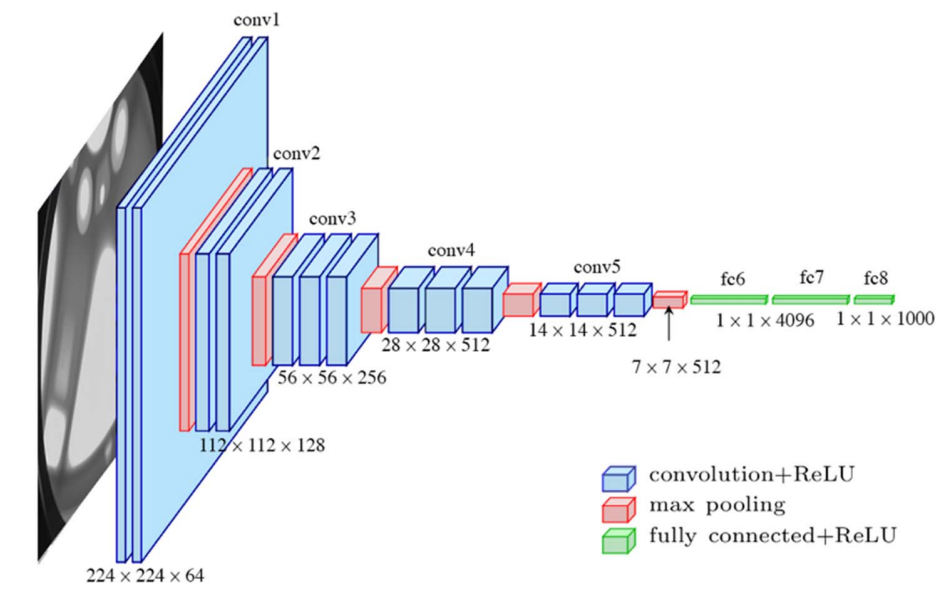 conv1
conv2
conv3
conv4
conv5
fc6
fc7
fc8
1 × 1 × 4096
1 × 1 × 1000
14 × 14 × 512
28 × 28 × 512
7 × 7 × 512
56 × 56 × 256
112 × 112 × 128
224 × 224 × 64
convolution+ReLU
max pooling
fully connected+ReLU